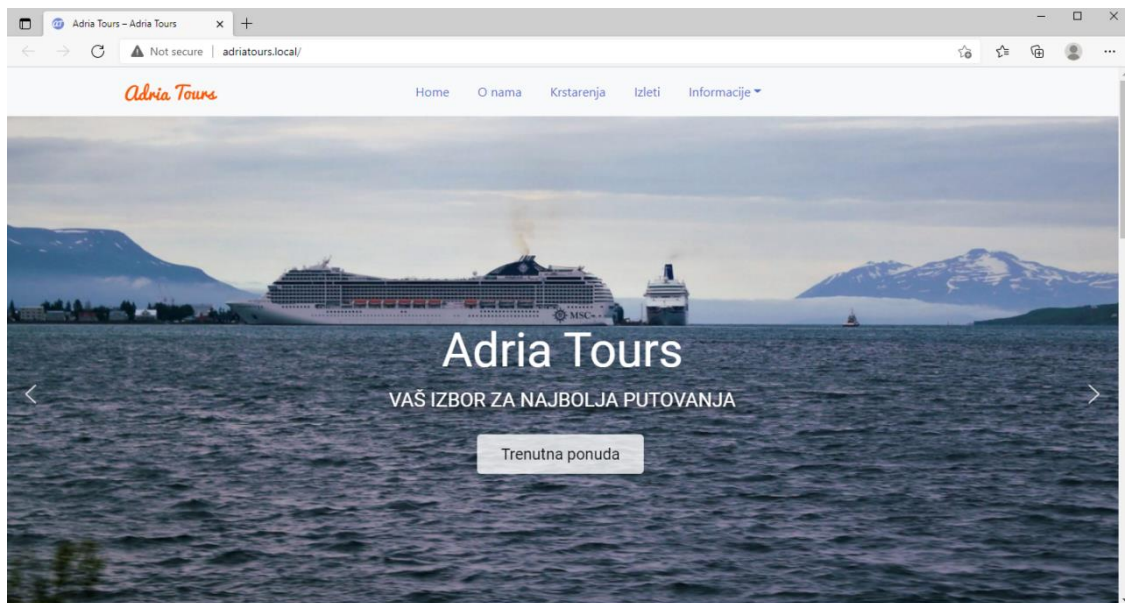 Adria Tours – Adria Tours
Not secure | adriatours.local/
Adria Tours
Home O nama Krstarenja Izleti Informacije
MSC
Adria Tours
VAŠ IZBOR ZA NAJBOLJA PUTOVANJA
Trenutna ponuda